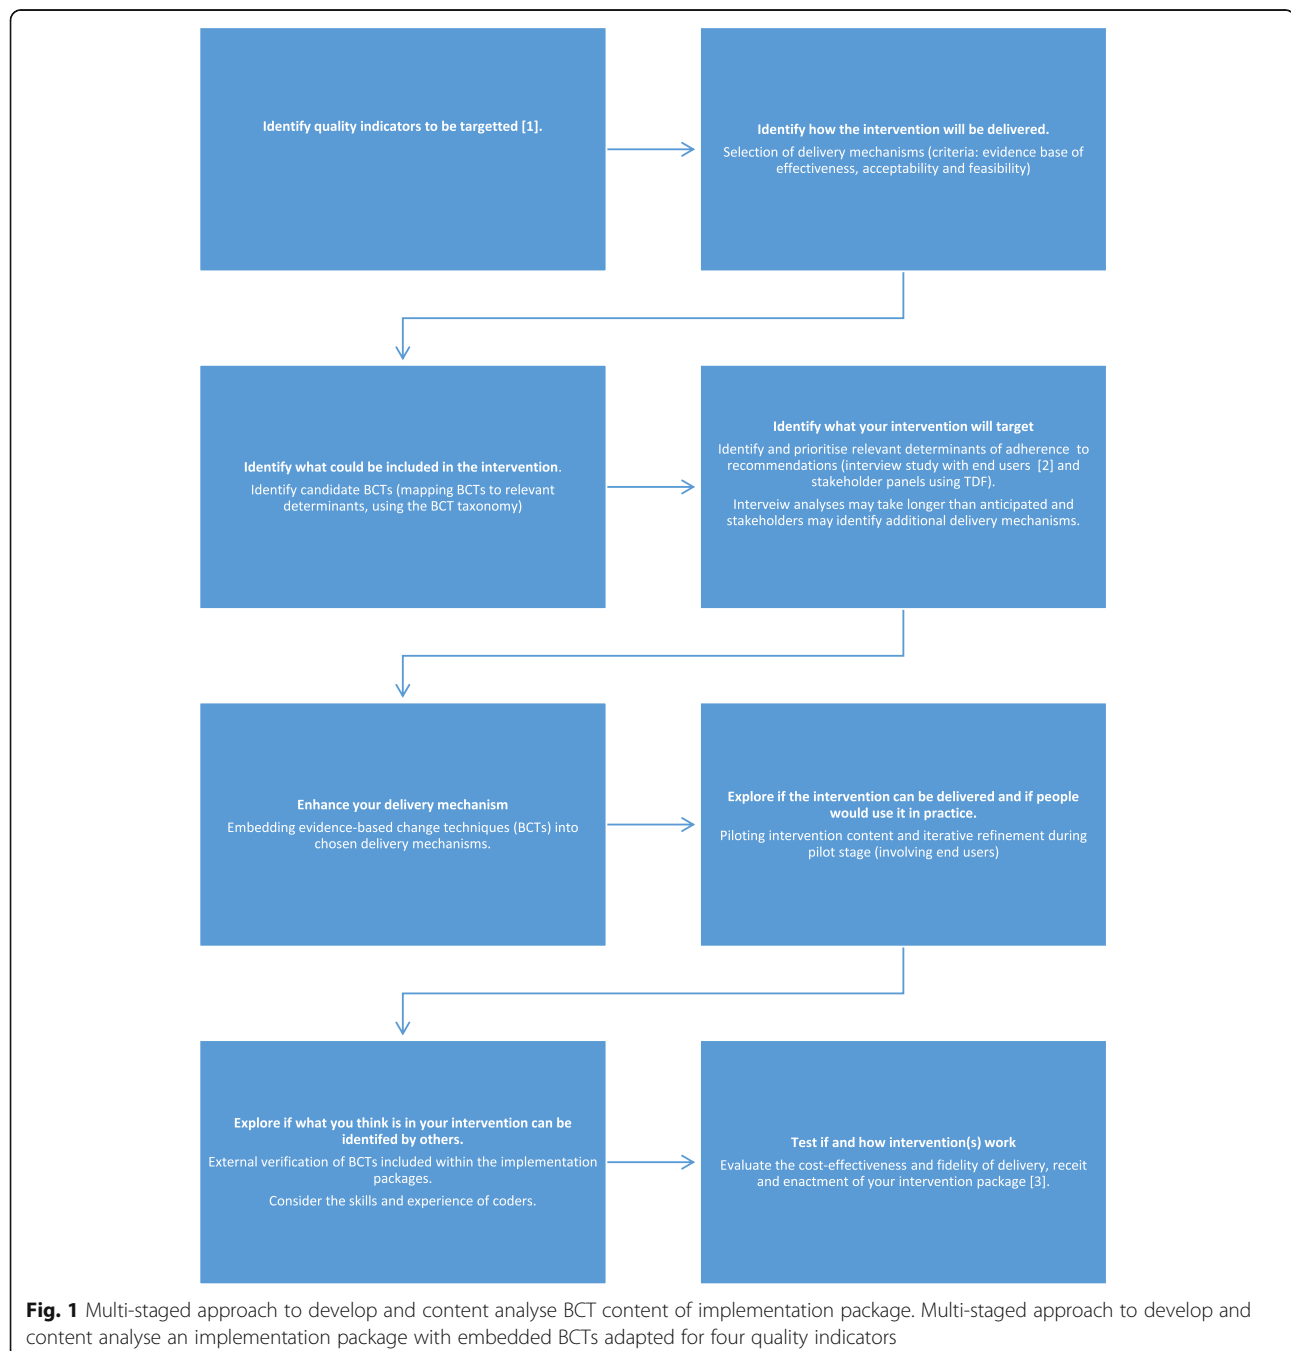 Identify quality indicators to be targetted [1].
Identify how the intervention will be delivered.
Selection of delivery mechanisms (criteria: evidence base of
effectiveness, acceptability and feasibility)
Identify what could be included in the intervention.
Identify candidate BCTs (mapping BCTs to relevant
determinants, using the BCT taxonomy)
Identify what your intervention will target
Identify and prioritise relevant determinants of adherence to
recommendations (interview study with end users [2] and
stakeholder panels using TDF).
Interveiw analyses may take longer than anticipated and
stakeholders may identify additional delivery mechanisms.
Enhance your delivery mechanism
Embedding evidence-based change techniques (BCTs) into
chosen delivery mechanisms.
Explore if the intervention can be delivered and if people
would use it in practice.
Piloting intervention content and iterative refinement during
pilot stage (involving end users)
Explore if what you think is in your intervention can be
identifed by others.
External verification of BCTs included within the implementation
packages.
Consider the skills and experience of coders.
Test if and how intervention(s) work
Evaluate the cost-effectiveness and fidelity of delivery, receit
and enactment of your intervention package [3].
Fig. 1 Multi-staged approach to develop and content analyse BCT content of implementation package. Multi-staged approach to develop and
content analyse an implementation package with embedded BCTs adapted for four quality indicators